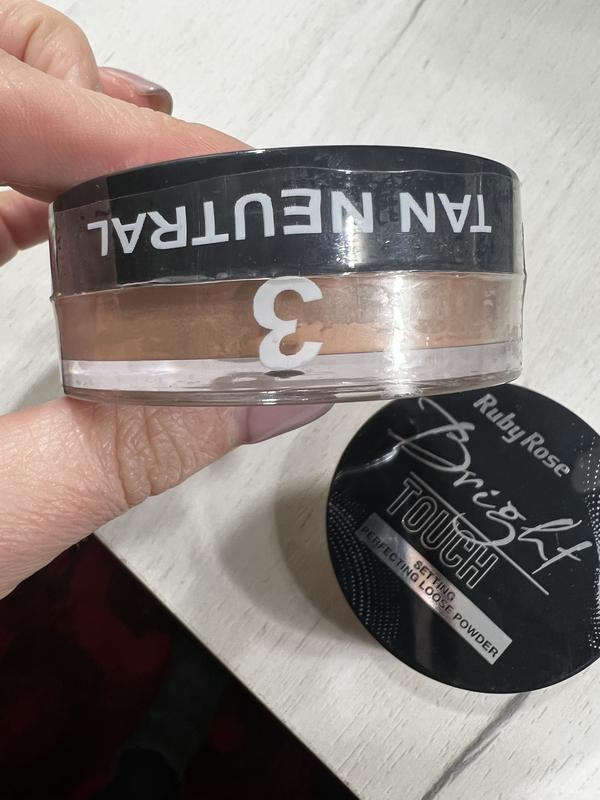 TAN NEUTRAL
3
Ruby Rose
Bright
TOUCH
SETTING
PERFECTING LOOSE POWDER